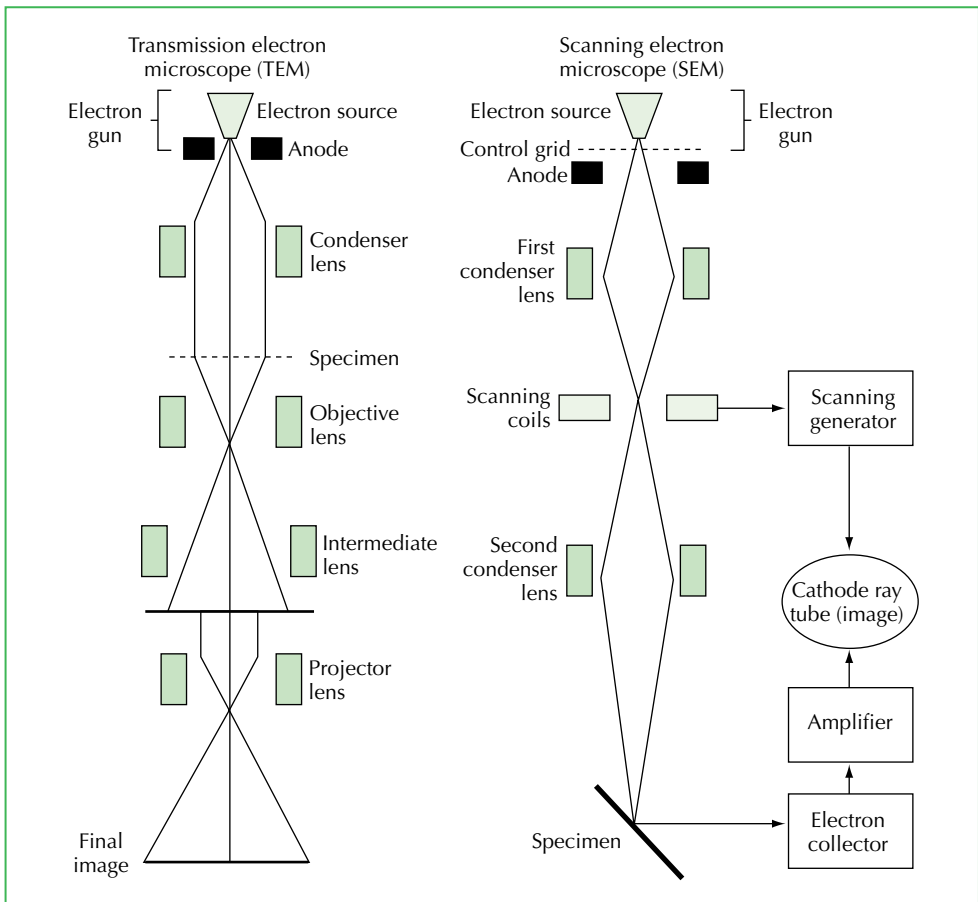 Transmission electron
microscope (TEM)
Electron
gun
Electron source
Anode
Condenser
lens
Specimen
Objective
lens
Intermediate
lens
Projector
lens
Final
image
Scanning electron
microscope (SEM)
Electron source
Electron
gun
Control grid
Anode
First
condenser
lens
Scanning
coils
Scanning
generator
Second
condenser
lens
Cathode ray
tube (image)
Amplifier
Electron
collector
Specimen